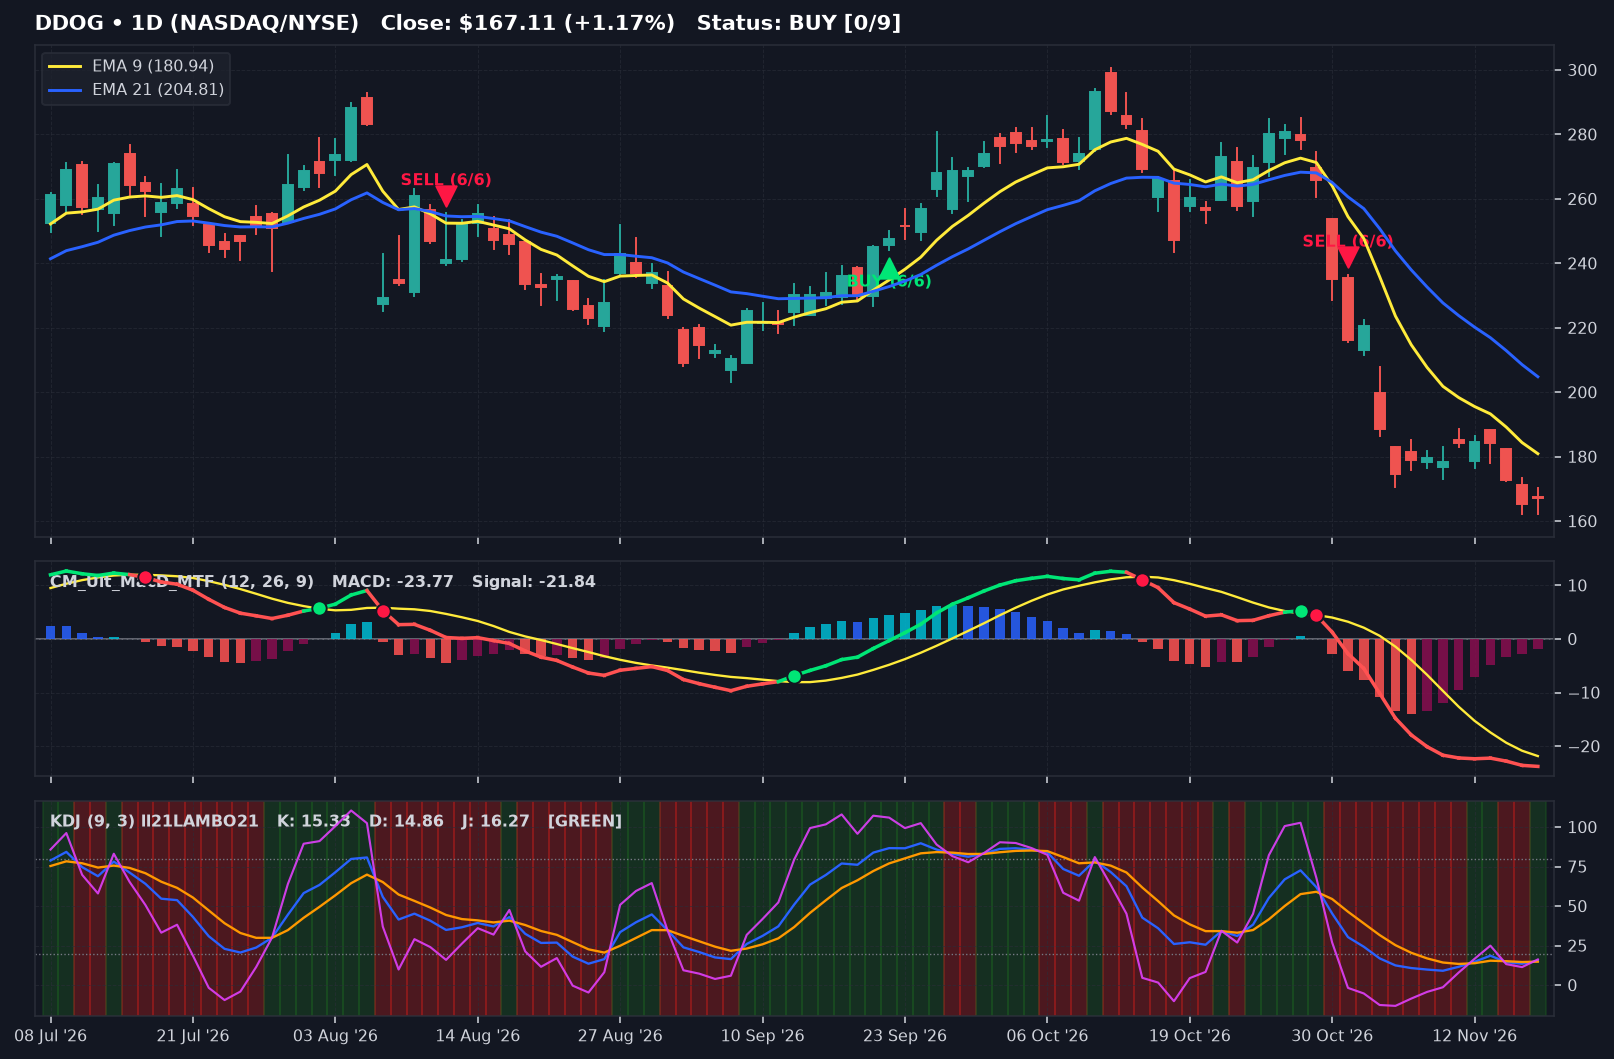 DDOG • 1D (NASDAQ/NYSE)   Close: $167.11 (+1.17%)   Status: BUY [0/9]
EMA 9 (180.94)
EMA 21 (204.81)
300
280
260
240
220
200
180
160
SELL (6/6)
BUY (6/6)
SELL (6/6)
CM_Ult_MacD_MTF (12, 26, 9)   MACD: -23.77   Signal: -21.84
10
0
−10
−20
KDJ (9, 3) II21LAMBO21   K: 15.33   D: 14.86   J: 16.27   [GREEN]
100
75
50
25
0
08 Jul '26
21 Jul '26
03 Aug '26
14 Aug '26
27 Aug '26
10 Sep '26
23 Sep '26
06 Oct '26
19 Oct '26
30 Oct '26
12 Nov '26